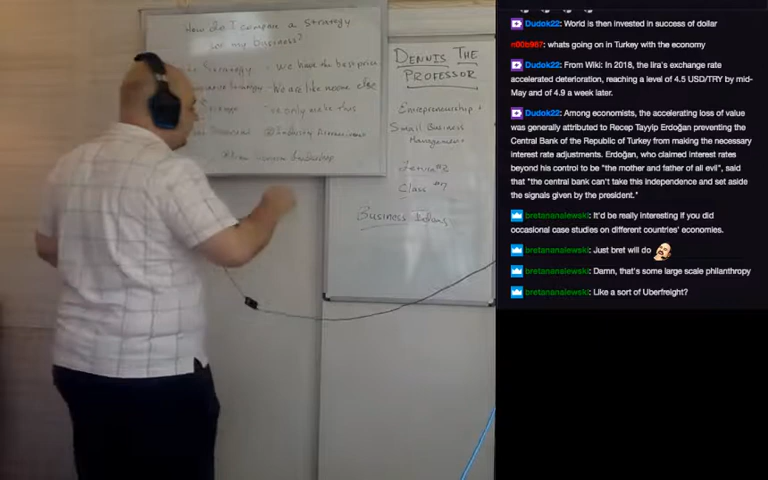 How do I compare a Strategy
for my business?
Strategy - we have the best price
Strategy - We are like noone else
only make this
DENNIS THE
PROFESSOR
Entrepreneurship +
Small Business
Management
Class #7
Business Plans
Dudok22: World is then invested in success of dollar
n00b967: whats going on in Turkey with the economy
Dudok22: From Wiki: In 2018, the lira's exchange rate
accelerated deterioration, reaching a level of 4.5 USD/TRY by mid-
May and of 4.9 a week later.
Dudok22: Among economists, the accelerating loss of value
was generally attributed to Recep Tayyip Erdoğan preventing the
Central Bank of the Republic of Turkey from making the necessary
interest rate adjustments. Erdoğan, who claimed interest rates
beyond his control to be "the mother and father of all evil", said
that "the central bank can't take this independence and set aside
the signals given by the president."
bretananalewski: It'd be really interesting if you did
occasional case studies on different countries' economies.
bretananalewski: Just bret will do
bretananalewski: Damn, that's some large scale philanthropy
bretananalewski: Like a sort of Uberfreight?